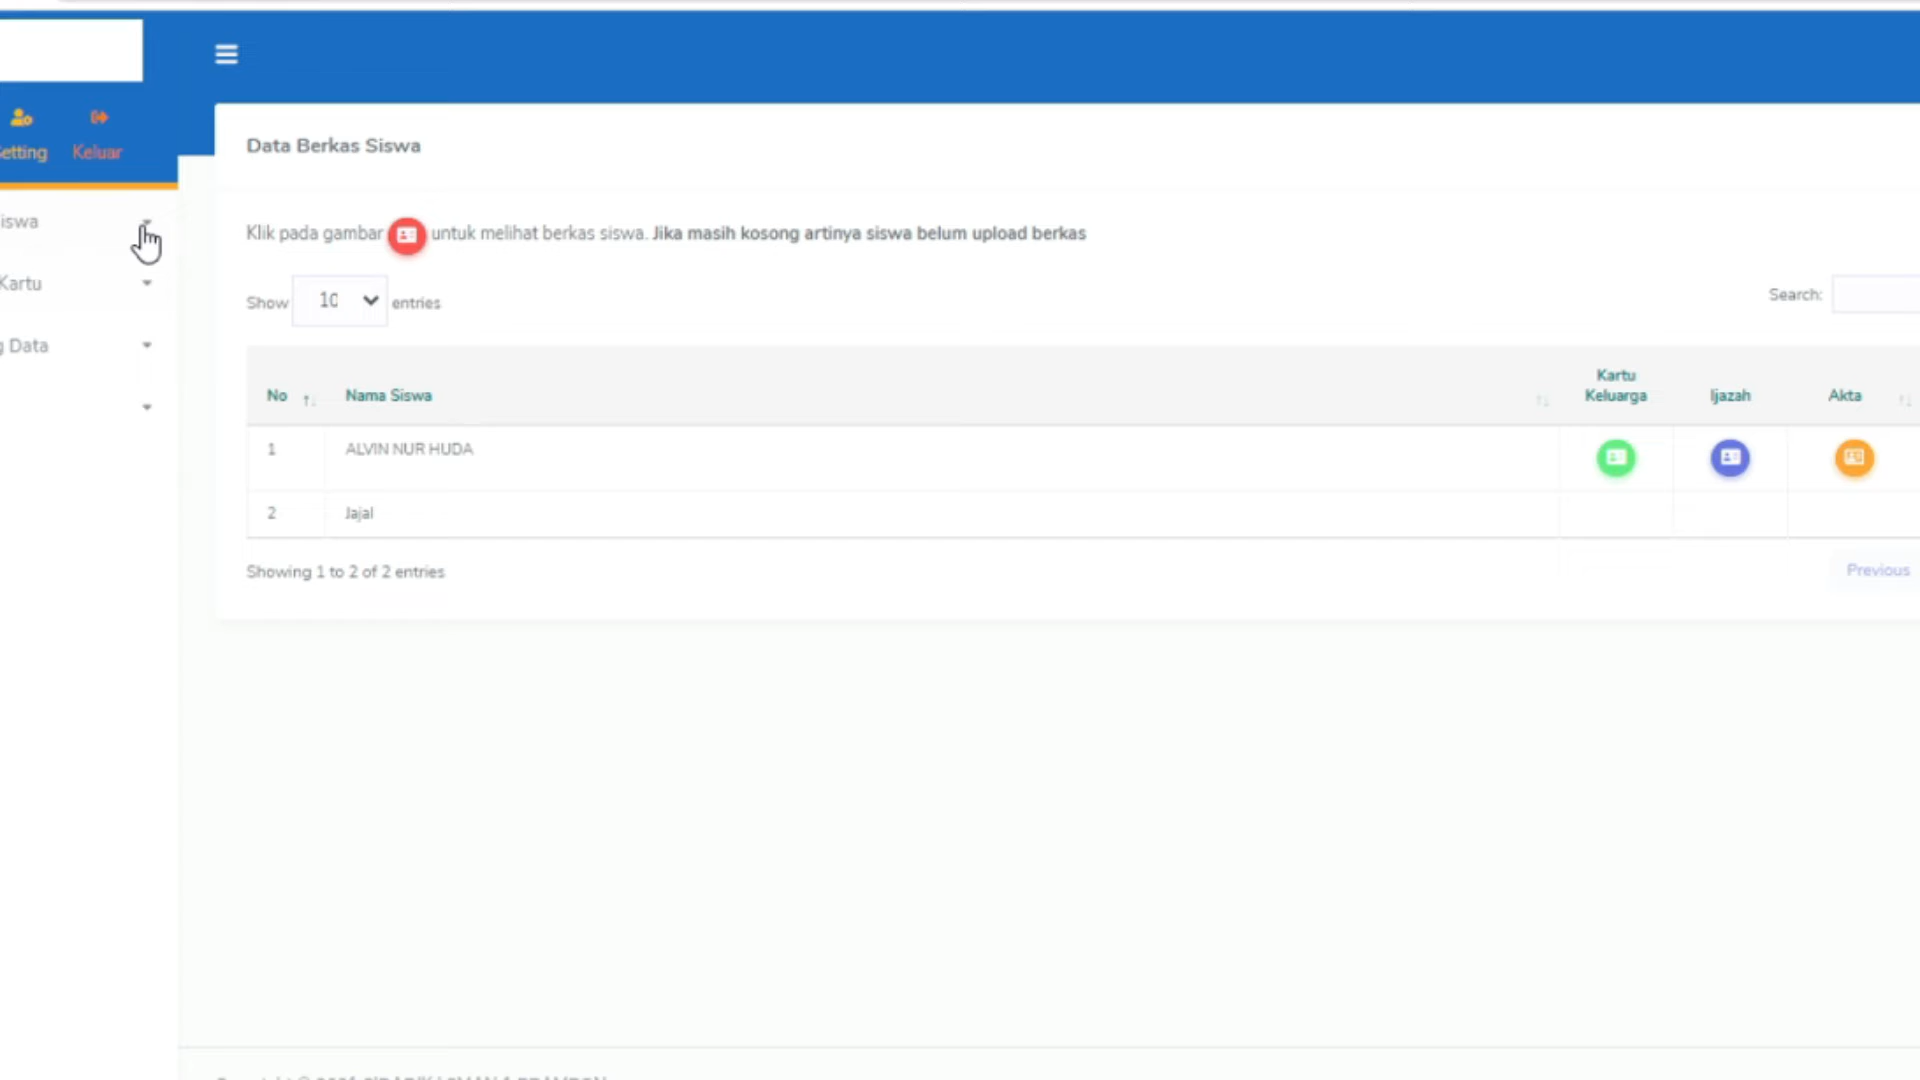 etting
Keluar
iswa
Kartu
g Data
Data Berkas Siswa
Klik pada gambar untuk melihat berkas siswa. Jika masih kosong artinya siswa belum upload berkas
Show 10 entries
Search:
No Nama Siswa Kartu Keluarga Ijazah Akta
1 ALVIN NUR HUDA
2 Jajal
Showing 1 to 2 of 2 entries
Previous